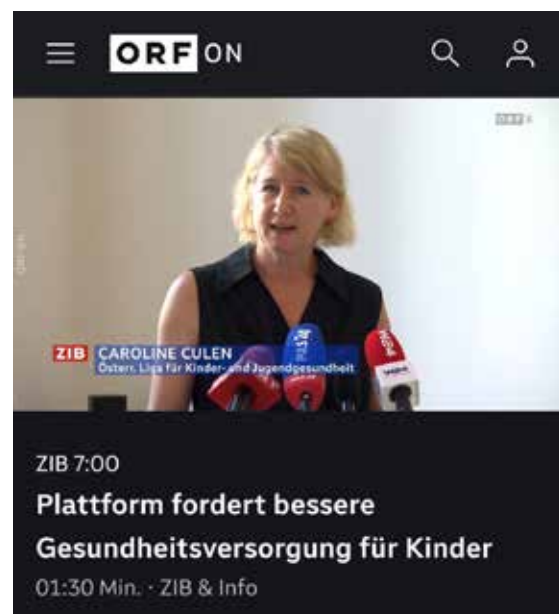 ORF ON
ZIB CAROLINE CULEN
Österr. Liga für Kinder- und Jugendgesundheit
ZIB 7:00
Plattform fordert bessere
Gesundheitsversorgung für Kinder
01:30 Min. · ZIB & Info